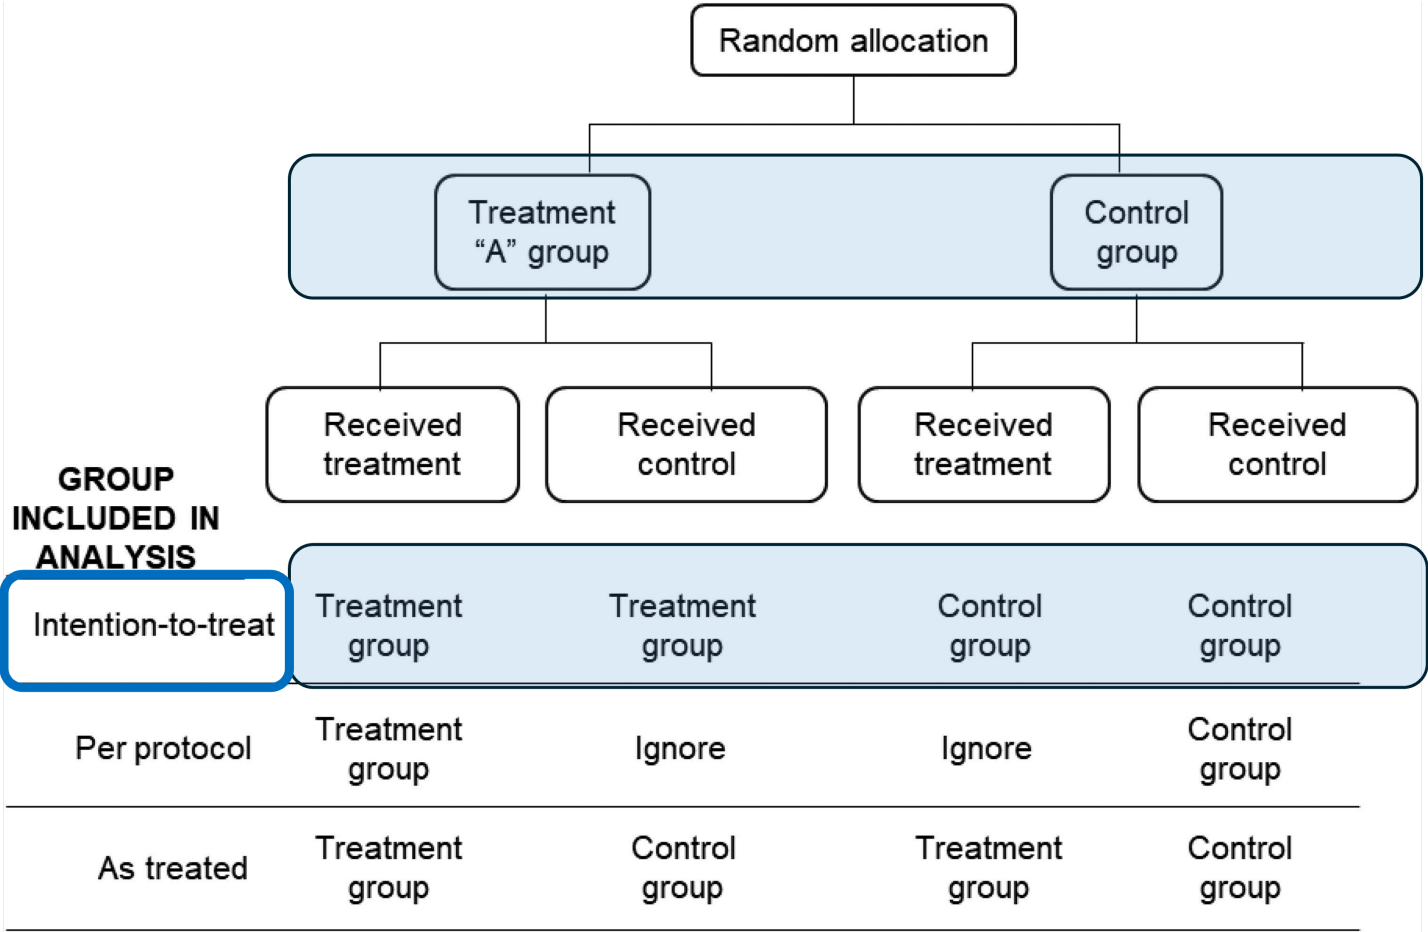 Random allocation
Treatment
“A” group
Control
group
Received
treatment
Received
control
Received
treatment
Received
control
GROUP
INCLUDED IN
ANALYSIS
Intention-to-treat
Treatment
group
Treatment
group
Control
group
Control
group
Per protocol
Treatment
group
Ignore
Ignore
Control
group
As treated
Treatment
group
Control
group
Treatment
group
Control
group